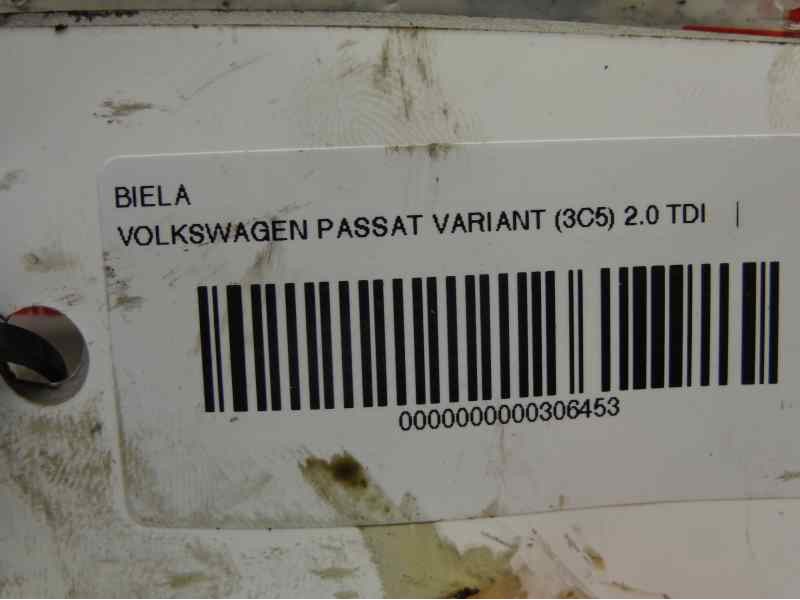 BIELA
VOLKSWAGEN PASSAT VARIANT (3C5) 2.0 TDI |
0000000000306453